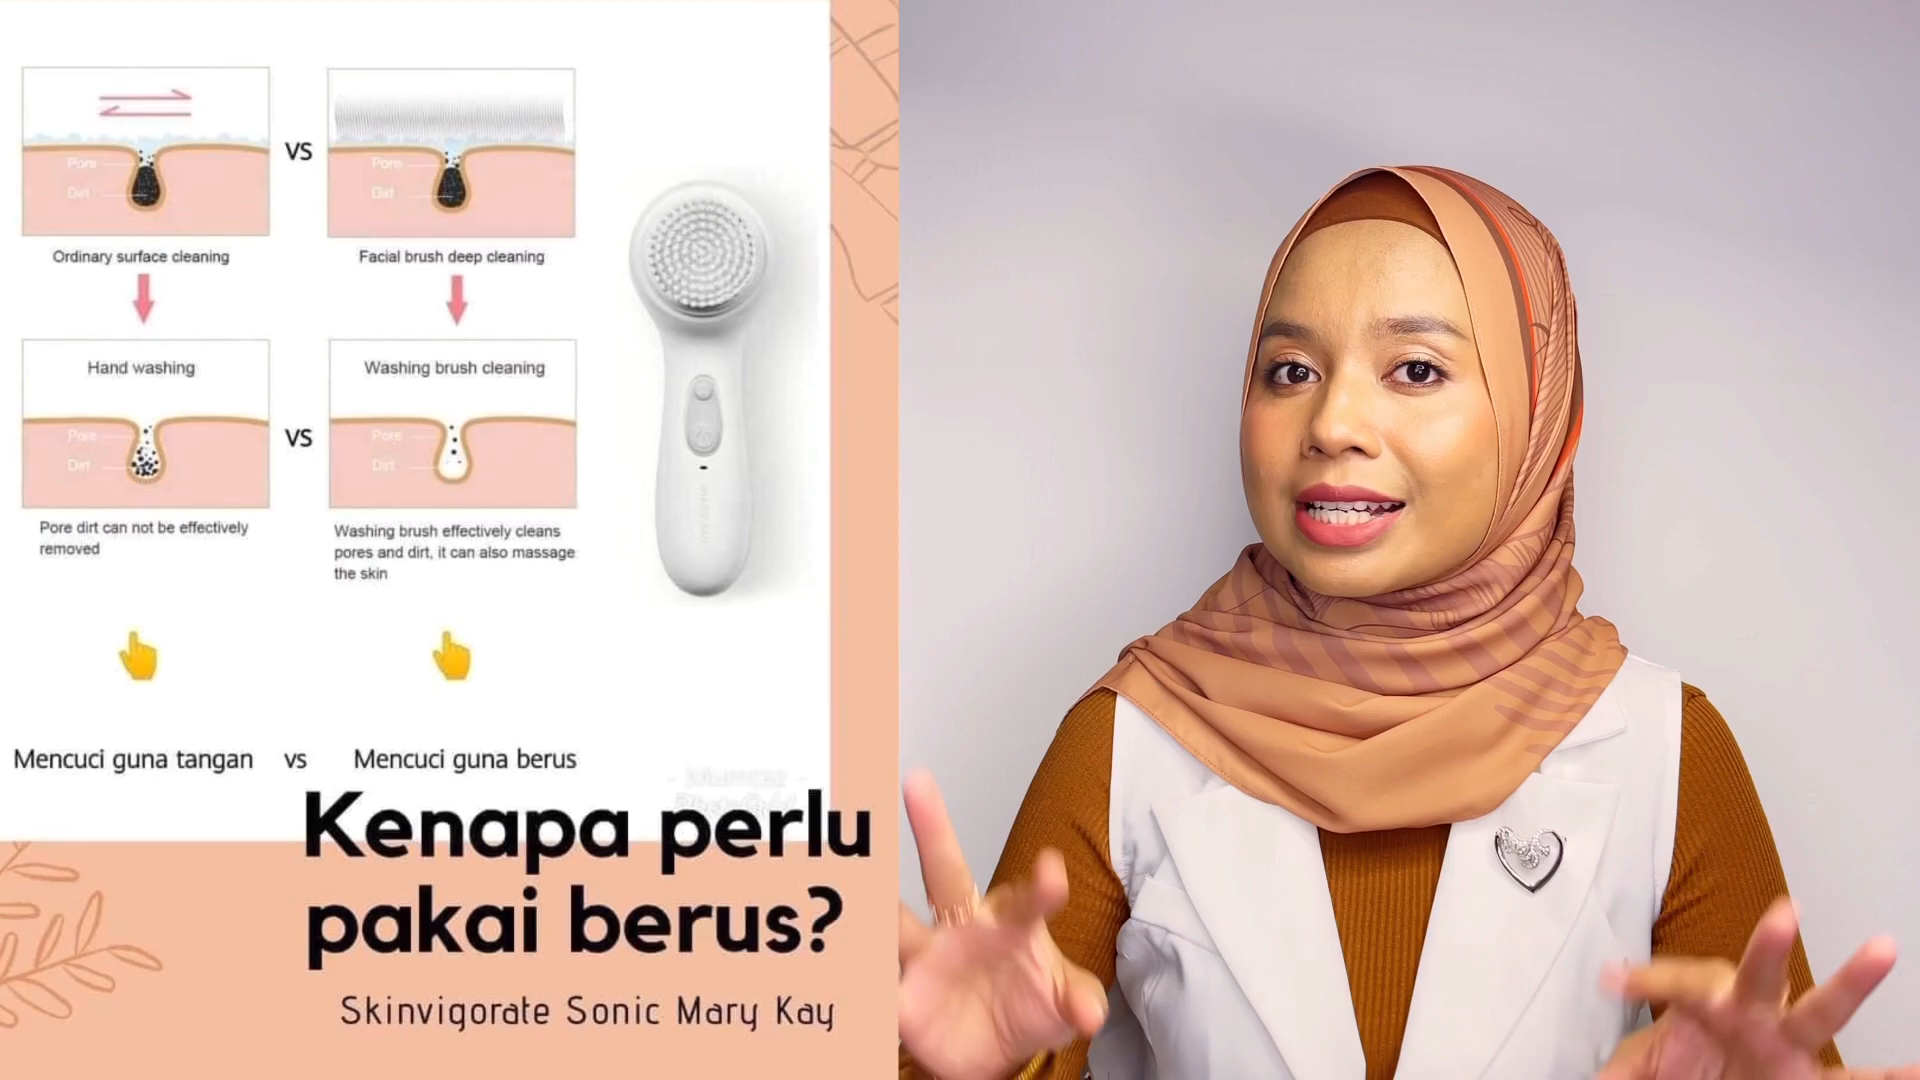 Pore
Dirt
VS
Pore
Dirt
Ordinary surface cleaning
Facial brush deep cleaning
Hand washing
Washing brush cleaning
Pore
Dirt
VS
Pore
Dirt
Pore dirt can not be effectively
removed
Washing brush effectively cleans
pores and dirt, it can also massage
the skin
Mencuci guna tangan vs Mencuci guna berus
Kenapa perlu
pakai berus?
Skinvigorate Sonic Mary Kay